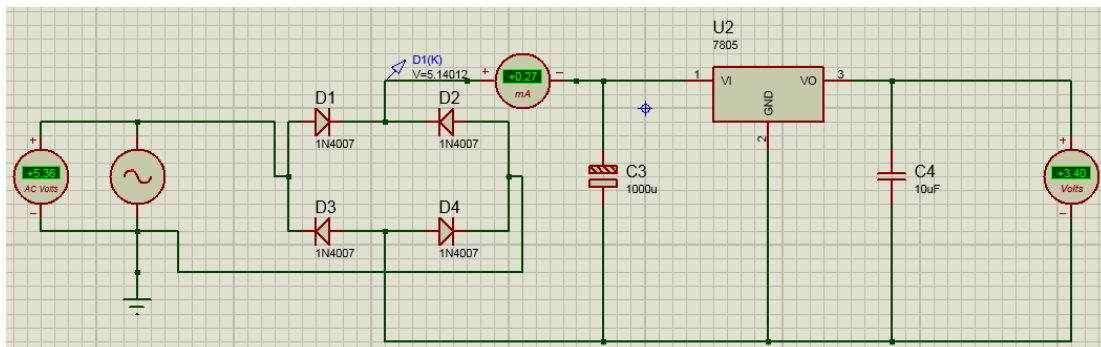 U2
7805
D1(K)
V=5.14012
+
+0.27
-
mA
1
VI
VO
3
GND
2
D1
D2
1N4007
1N4007
+
+5.36
AC Volts
-
C3
1000u
C4
10uF
+
+3.40
Volts
-
D3
D4
1N4007
1N4007